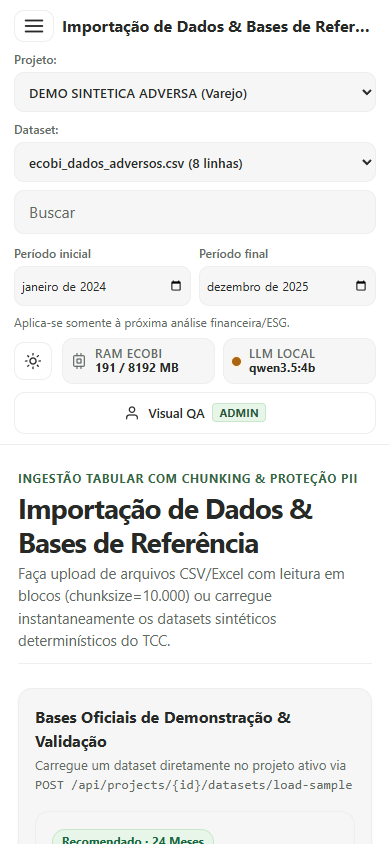 Importação de Dados & Bases de Refer...
Projeto:
DEMO SINTETICA ADVERSA (Varejo)
Dataset:
ecobi_dados_adversos.csv (8 linhas)
Buscar
Período inicial
Período final
janeiro de 2024
dezembro de 2025
Aplica-se somente à próxima análise financeira/ESG.
RAM ECOBI
191 / 8192 MB
LLM LOCAL
qwen3.5:4b
Visual QA ADMIN
INGESTÃO TABULAR COM CHUNKING & PROTEÇÃO PII
Importação de Dados &
Bases de Referência
Faça upload de arquivos CSV/Excel com leitura em
blocos (chunksize=10.000) ou carregue
instantaneamente os datasets sintéticos
determinísticos do TCC.
Bases Oficiais de Demonstração &
Validação
Carregue um dataset diretamente no projeto ativo via
POST /api/projects/{id}/datasets/load-sample
Recomendado · 24 Meses